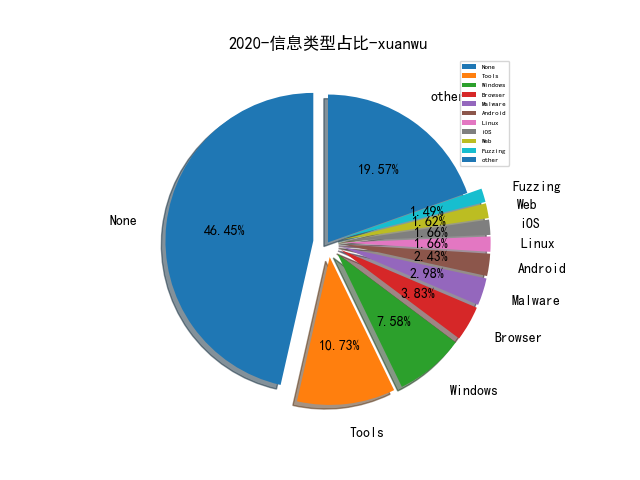 2020-信息类型占比-xuanwu
None
Tools
Windows
Browser
Malware
Android
Linux
iOS
Web
Fuzzing
other
other
19.57%
Fuzzing
1.49%
Web
1.62%
iOS
1.66%
Linux
1.66%
Android
2.43%
Malware
2.98%
Browser
3.83%
Windows
7.58%
Tools
10.73%
None
46.45%